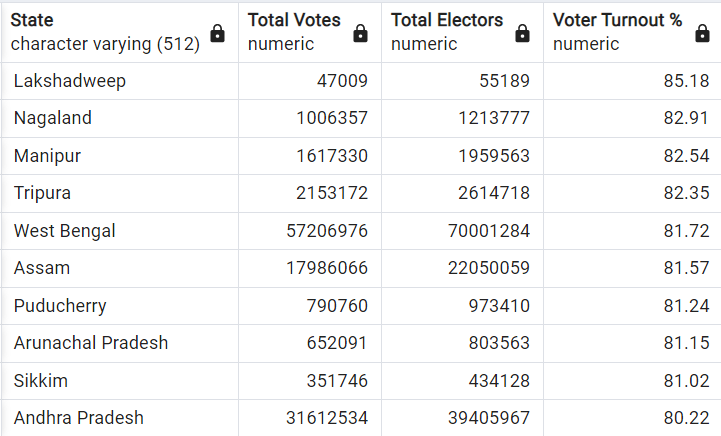 State Total Votes Total Electors Voter Turnout %
character varying (512) numeric numeric numeric
Lakshadweep 47009 55189 85.18
Nagaland 1006357 1213777 82.91
Manipur 1617330 1959563 82.54
Tripura 2153172 2614718 82.35
West Bengal 57206976 70001284 81.72
Assam 17986066 22050059 81.57
Puducherry 790760 973410 81.24
Arunachal Pradesh 652091 803563 81.15
Sikkim 351746 434128 81.02
Andhra Pradesh 31612534 39405967 80.22